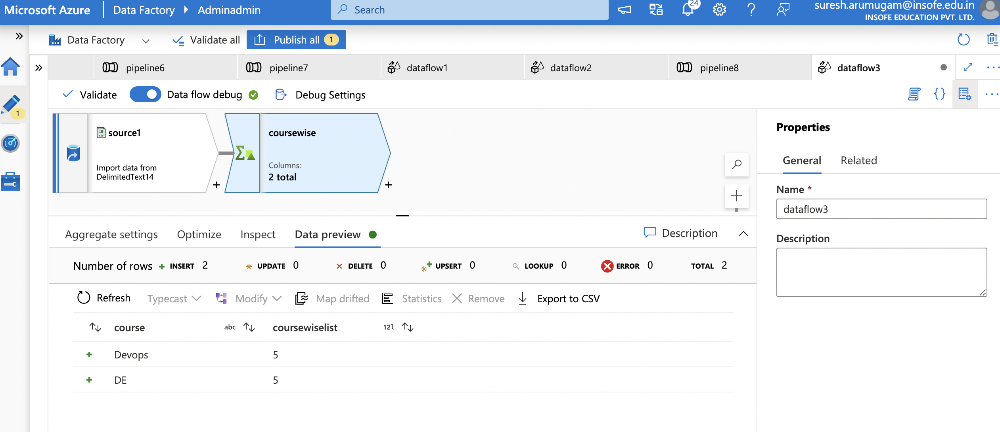 Microsoft Azure Data Factory Adminadmin Search 24 suresh.arumugam@insofe.edu.in
INSOFE EDUCATION PVT. LTD.
Data Factory Validate all Publish all 1
pipeline6 pipeline7 dataflow1 dataflow2 pipeline8 dataflow3
Validate Data flow debug Debug Settings {}
1
source1
Import data from
DelimitedText14
+
coursewise
Columns:
2 total
+
Aggregate settings Optimize Inspect Data preview Description
Number of rows INSERT 2 UPDATE 0 DELETE 0 UPSERT 0 LOOKUP 0 ERROR 0 TOTAL 2
Refresh Typecast Modify Map drifted Statistics Remove Export to CSV
course abc coursewiselist 12l
Devops 5
DE 5
Properties
General Related
Name *
dataflow3
Description